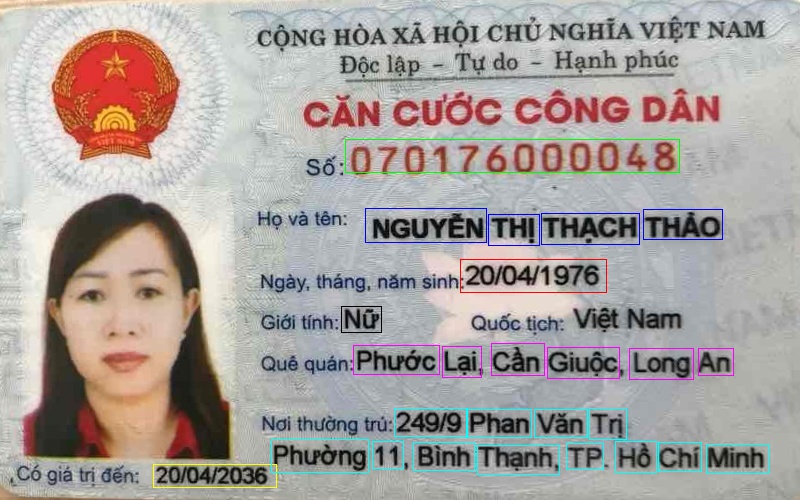 CỘNG HÒA XÃ HỘI CHỦ NGHĨA VIỆT NAM
Độc lập – Tự do – Hạnh phúc
CĂN CƯỚC CÔNG DÂN
Số: 070176000048
Họ và tên: NGUYỄN THỊ THẠCH THẢO
Ngày, tháng, năm sinh: 20/04/1976
Giới tính: Nữ Quốc tịch: Việt Nam
Quê quán: Phước Lại, Cần Giuộc, Long An
Nơi thường trú: 249/9 Phan Văn Trị
Phường 11, Bình Thạnh, TP. Hồ Chí Minh
Có giá trị đến: 20/04/2036